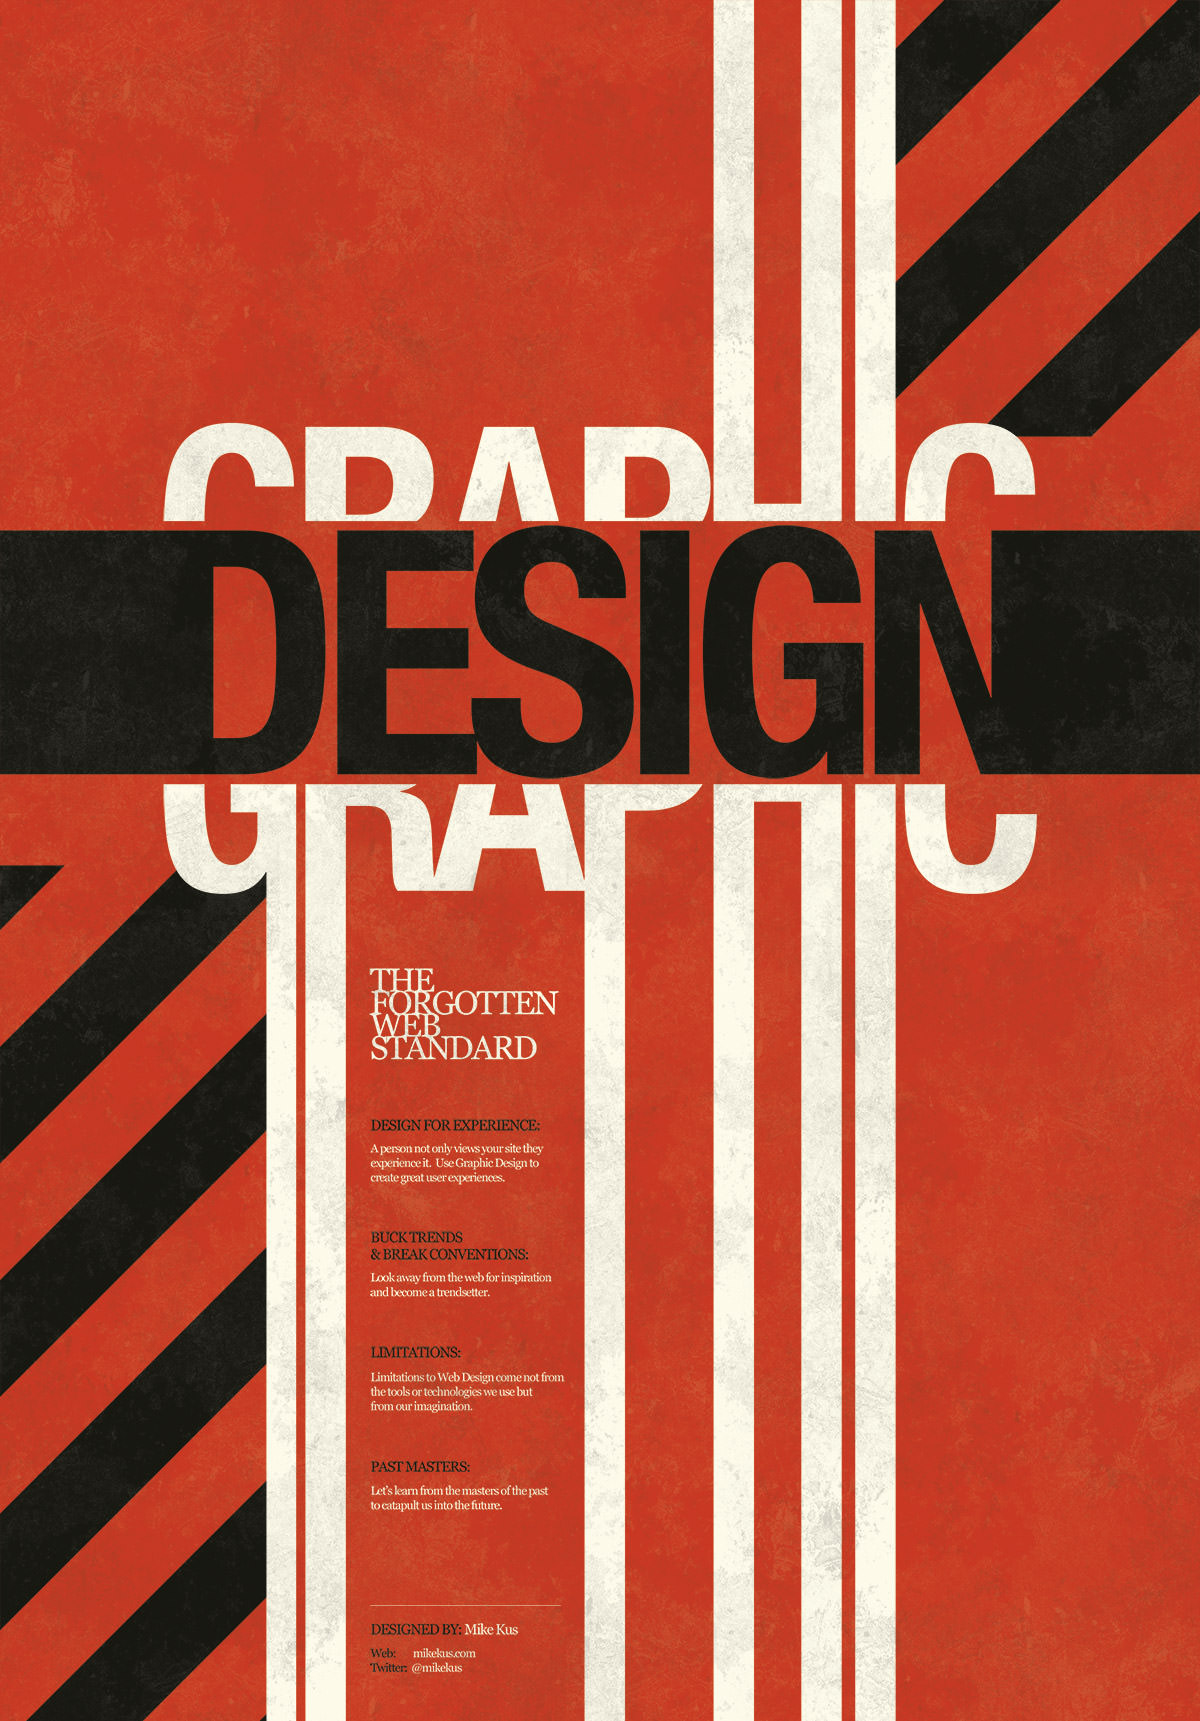 GRAPHIC
DESIGN
THE
FORGOTTEN
WEB
STANDARD
DESIGN FOR EXPERIENCE:
A person not only views your site they
experience it. Use Graphic Design to
create great user experiences.
BUCK TRENDS
& BREAK CONVENTIONS:
Look away from the web for inspiration
and become a trendsetter.
LIMITATIONS:
Limitations to Web Design come not from
the tools or technologies we use but
from our imagination.
PAST MASTERS:
Let's learn from the masters of the past
to catapult us into the future.
DESIGNED BY: Mike Kus
Web: mikekus.com
Twitter: @mikekus